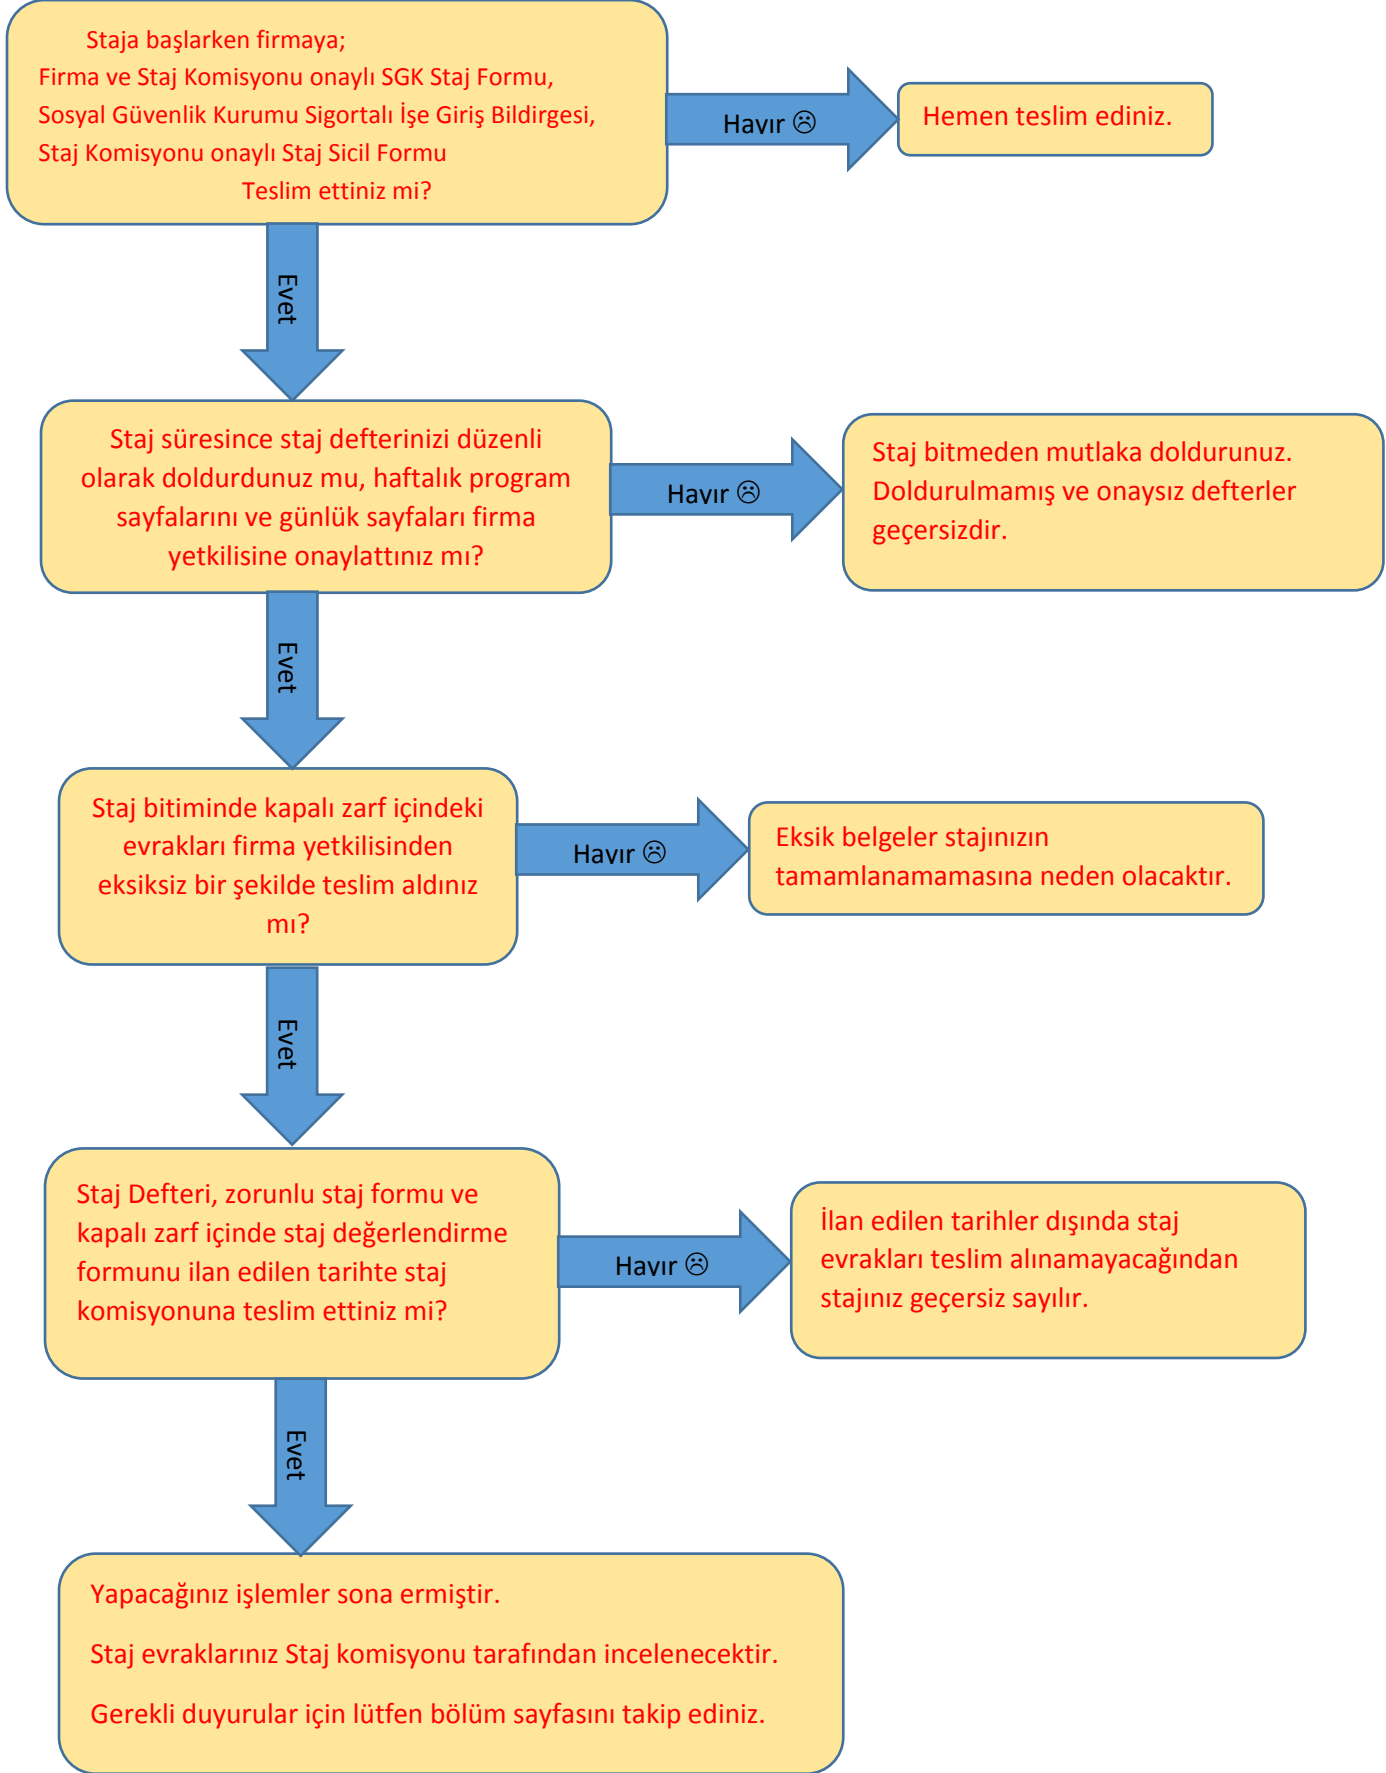 Staja başlarken firmaya;
Firma ve Staj Komisyonu onaylı SGK Staj Formu,
Sosyal Güvenlik Kurumu Sigortalı İşe Giriş Bildirgesi,
Staj Komisyonu onaylı Staj Sicil Formu
Teslim ettiniz mi?
Hayır ☹
Hemen teslim ediniz.
Evet
Staj süresince staj defterinizi düzenli
olarak doldurdunuz mu, haftalık program
sayfalarını ve günlük sayfaları firma
yetkilisine onaylattınız mı?
Hayır ☹
Staj bitmeden mutlaka doldurunuz.
Doldurulmamış ve onaysız defterler
geçersizdir.
Evet
Staj bitiminde kapalı zarf içindeki
evrakları firma yetkilisinden
eksiksiz bir şekilde teslim aldınız
mı?
Hayır ☹
Eksik belgeler stajınızın
tamamlanamamasına neden olacaktır.
Evet
Staj Defteri, zorunlu staj formu ve
kapalı zarf içinde staj değerlendirme
formunu ilan edilen tarihte staj
komisyonuna teslim ettiniz mi?
Hayır ☹
İlan edilen tarihler dışında staj
evrakları teslim alınamayacağından
stajınız geçersiz sayılır.
Evet
Yapacağınız işlemler sona ermiştir.
Staj evraklarınız Staj komisyonu tarafından incelenecektir.
Gerekli duyurular için lütfen bölüm sayfasını takip ediniz.